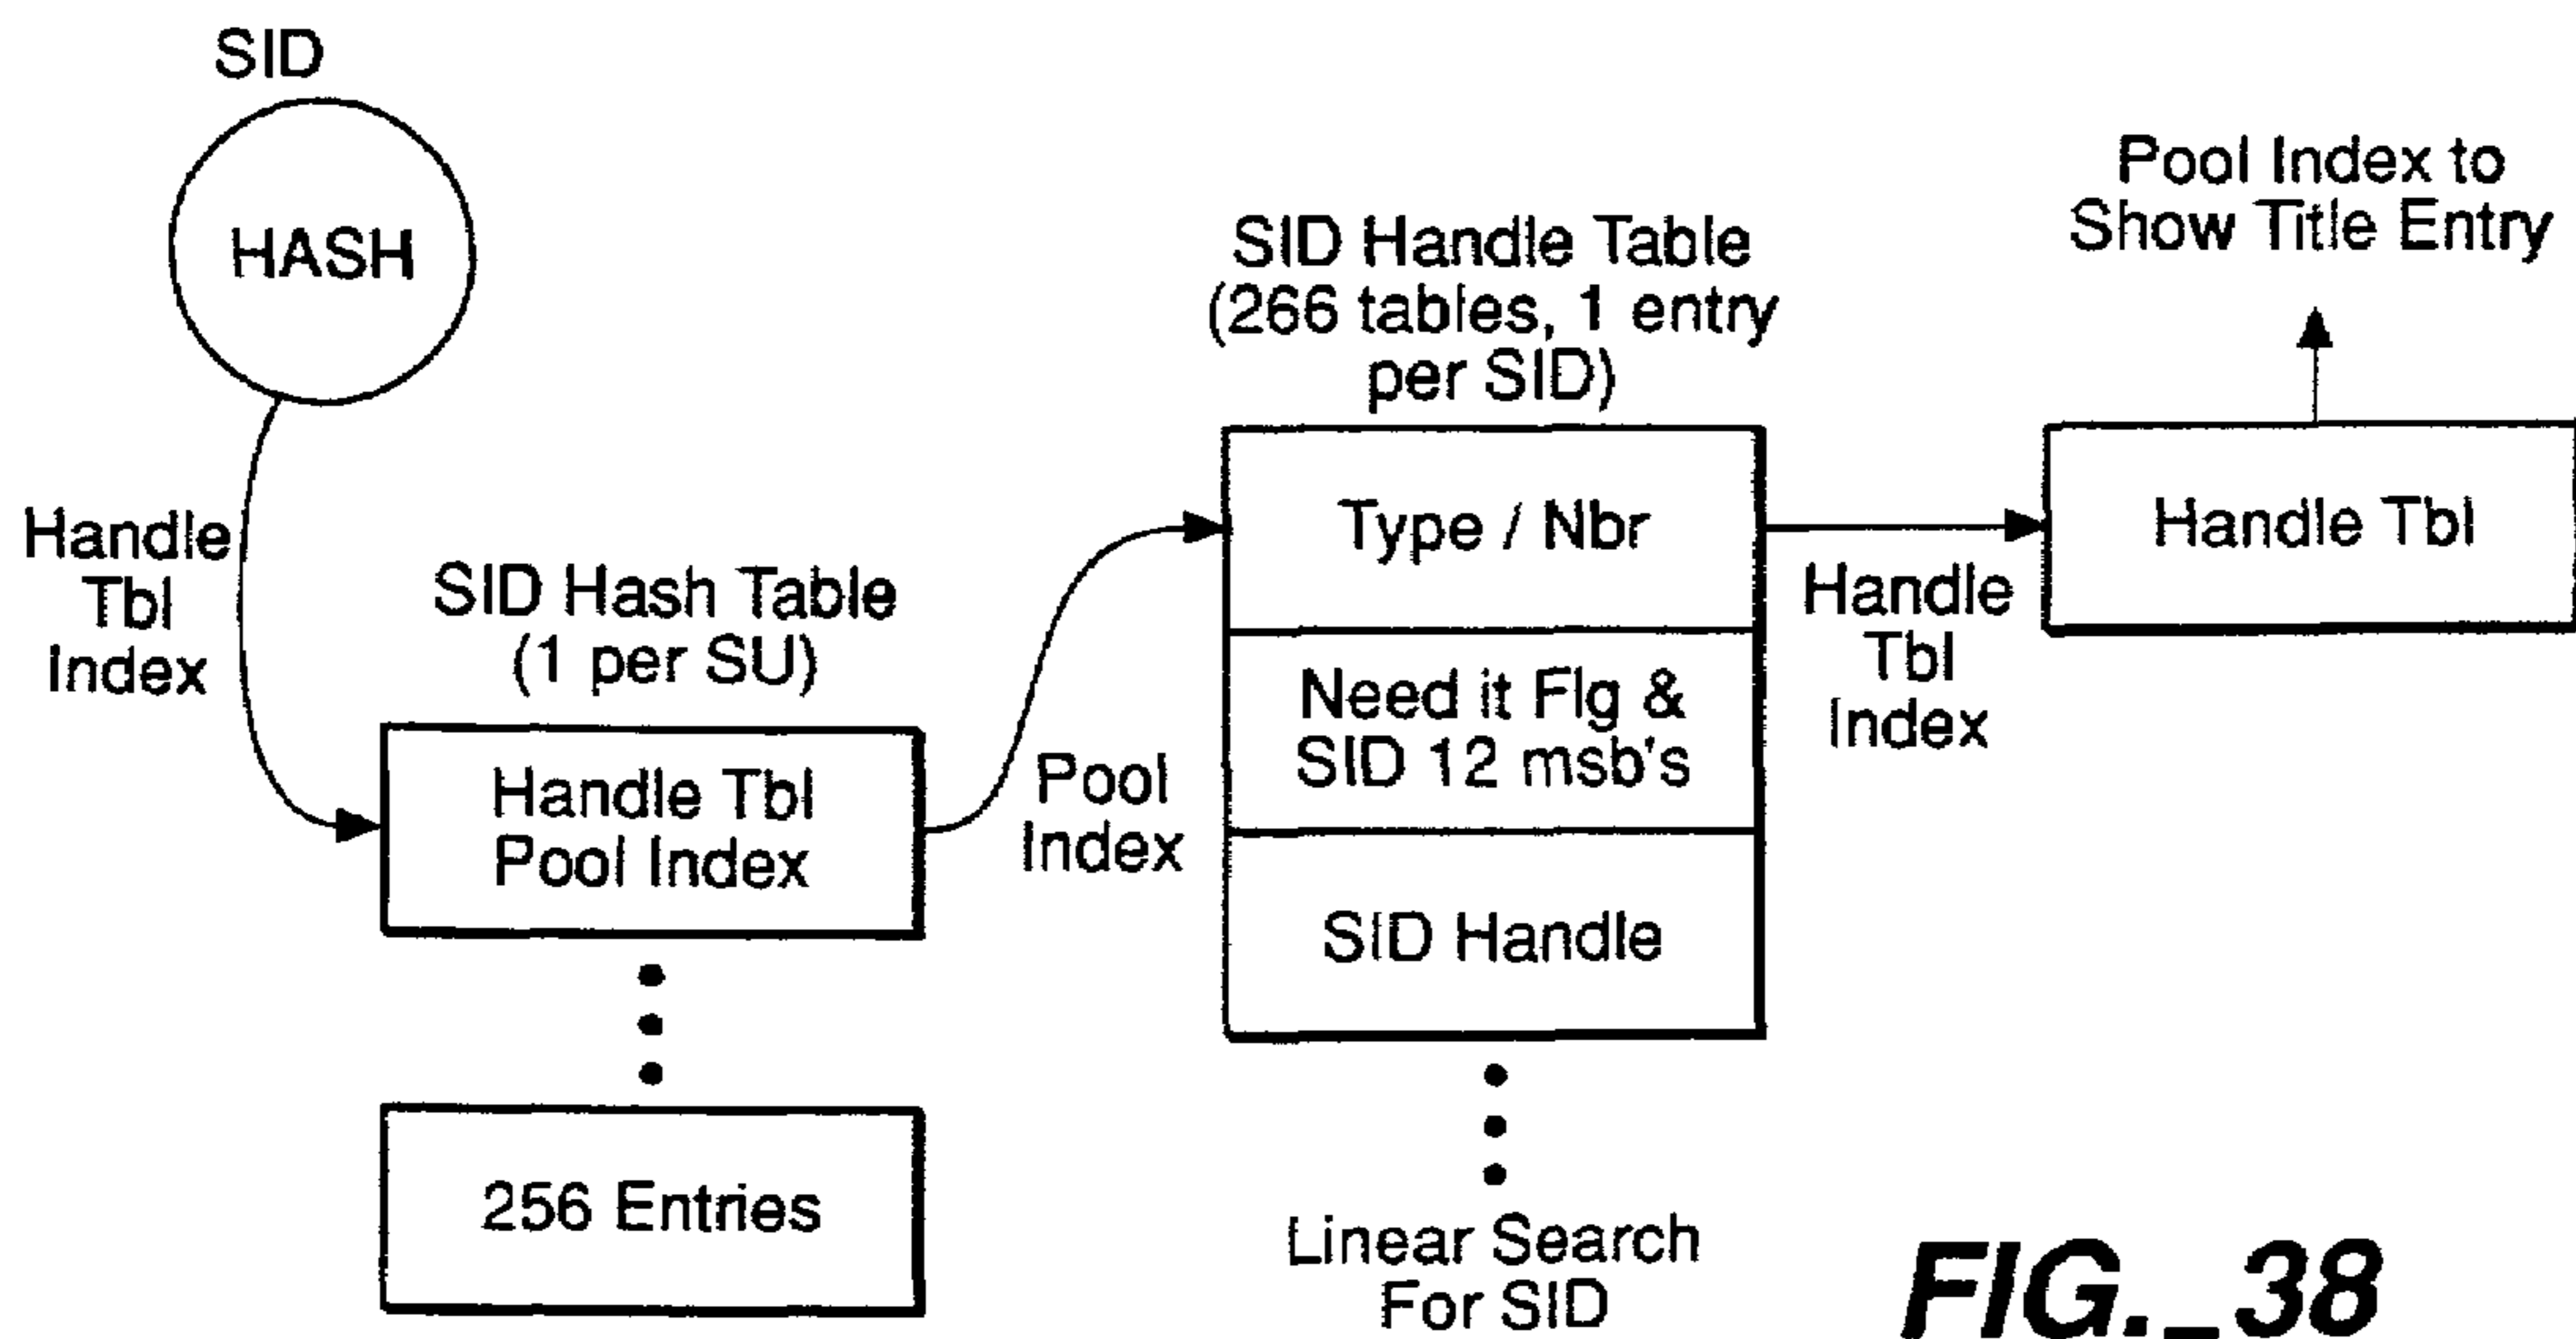 SID
HASH
Handle
Tbl
Index
SID Hash Table
(1 per SU)
Handle Tbl
Pool Index
256 Entries
Pool
Index
SID Handle Table
(266 tables, 1 entry
per SID)
Type / Nbr
Need it Flg &
SID 12 msb's
SID Handle
Linear Search
For SID
Handle
Tbl
Index
Pool Index to
Show Title Entry
Handle Tbl
FIG._38